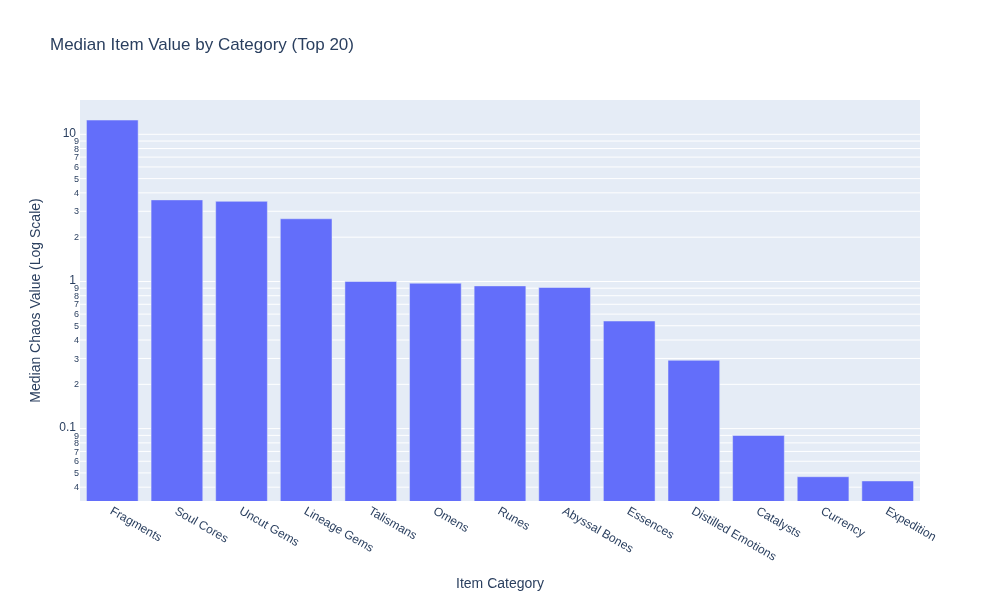 Median Item Value by Category (Top 20)
Median Chaos Value (Log Scale)
10
9
8
7
6
5
4
3
2
1
9
8
7
6
5
4
3
2
0.1
9
8
7
6
5
4
Fragments
Soul Cores
Uncut Gems
Lineage Gems
Talismans
Omens
Runes
Abyssal Bones
Essences
Distilled Emotions
Catalysts
Currency
Expedition
Item Category